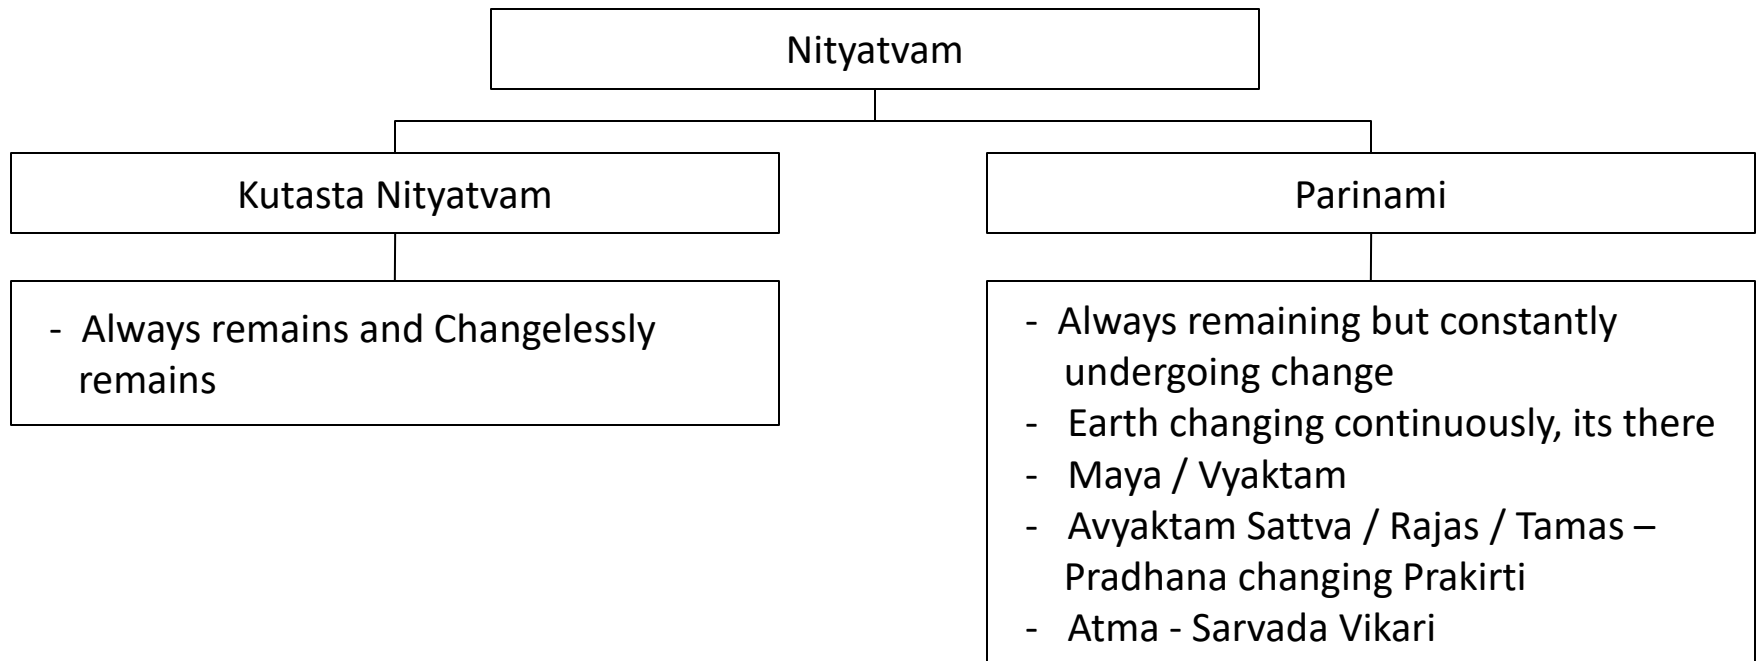 Nityatvam
Kutasta Nityatvam
Parinami
- Always remains and Changelessly
remains
- Always remaining but constantly
undergoing change
- Earth changing continuously, its there
- Maya / Vyaktam
- Avyaktam Sattva / Rajas / Tamas –
Pradhana changing Prakirti
- Atma - Sarvada Vikari